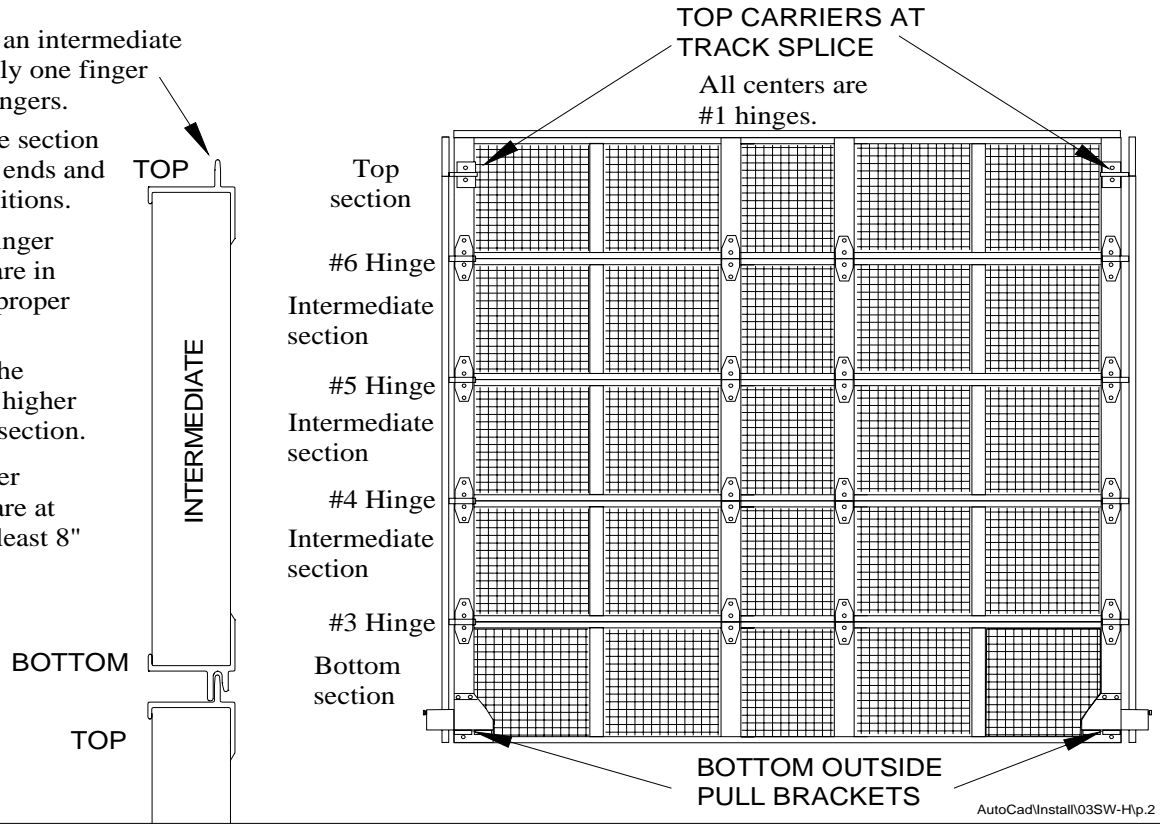 an intermediate
ly one finger
ngers.
e section
ends and
itions.
inger
are in
proper
he
higher
section.
er
are at
least 8"
TOP
INTERMEDIATE
BOTTOM
TOP
TOP CARRIERS AT
TRACK SPLICE
All centers are
#1 hinges.
Top
section
#6 Hinge
Intermediate
section
#5 Hinge
Intermediate
section
#4 Hinge
Intermediate
section
#3 Hinge
Bottom
section
BOTTOM OUTSIDE
PULL BRACKETS
AutoCad\Install\03SW-H\p.2